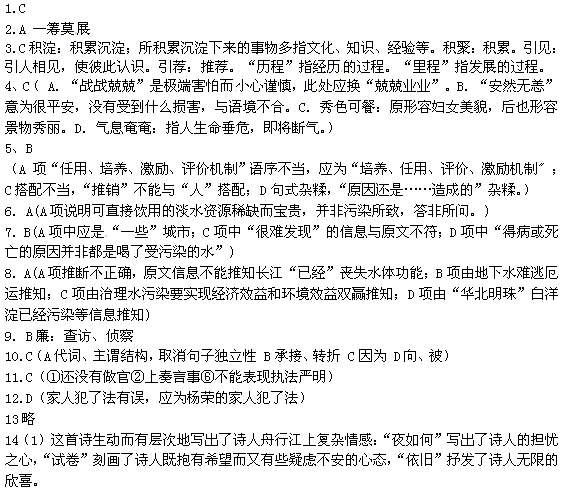 1.C
2.A 一筹莫展
3.C积淀：积累沉淀；所积累沉淀下来的事物多指文化、知识、经验等。积聚：积累。引见：
引人相见，使彼此认识。引荐：推荐。“历程”指经历的过程。“里程”指发展的过程。
4、C（ A. “战战兢兢”是极端害怕而小心谨慎，此处应换“兢兢业业”。B. “安然无恙”
意为很平安，没有受到什么损害，与语境不合。C. 秀色可餐：原形容妇女美貌，后也形容
景物秀丽。D. 气息奄奄：指人生命垂危，即将断气。）
5、B
（A 项“任用、培养、激励、评价机制”语序不当，应为“培养、任用、评价、激励机制〞；
C搭配不当，“推销”不能与“人”搭配；D句式杂糅，“原因还是……造成的”杂糅。）
6. A(A项说明可直接饮用的淡水资源稀缺而宝贵，并非污染所致，答非所问。)
7. B(A项中应是“一些”城市；C项中“很难发现”的信息与原文不符；D项中“得病或死
亡的原因并非都是喝了受污染的水”)
8. A(A项推断不正确，原文信息不能推知长江“已经”丧失水体功能；B项由地下水难逃厄
运推知；C项由治理水污染要实现经济效益和环境效益双赢推知；D项由“华北明珠”白洋
淀已经污染等信息推知)
9. B廉：查访、侦察
10.C（A代词、主谓结构，取消句子独立性 B承接、转折 C因为 D向、被）
11.C（①还没有做官②上奏言事⑥不能表现执法严明）
12.D（家人犯了法有误，应为杨荣的家人犯了法）
13略
14（1）这首诗生动而有层次地写出了诗人舟行江上复杂情感：“夜如何”写出了诗人的担忧
之心，“试卷”刻画了诗人既抱有希望而又有些疑虑不安的心态，“依旧”抒发了诗人无限的
欣喜。